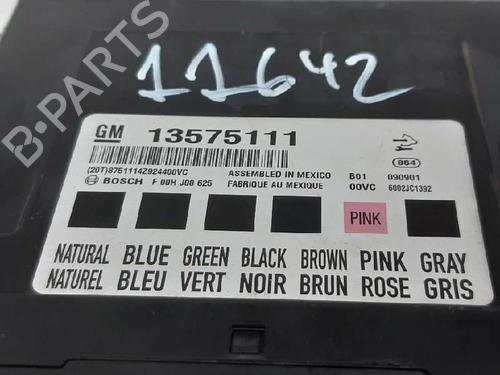 11642
GM 13575111
(20T)8751114Z924400VC ASSEMBLED IN MEXICO B01 090901
BOSCH F 00H J00 625 FABRIQUE AU MEXIQUE 00VC 6002JC1392
864
PINK
NATURAL BLUE GREEN BLACK BROWN PINK GRAY
NATUREL BLEU VERT NOIR BRUN ROSE GRIS
B-PARTS